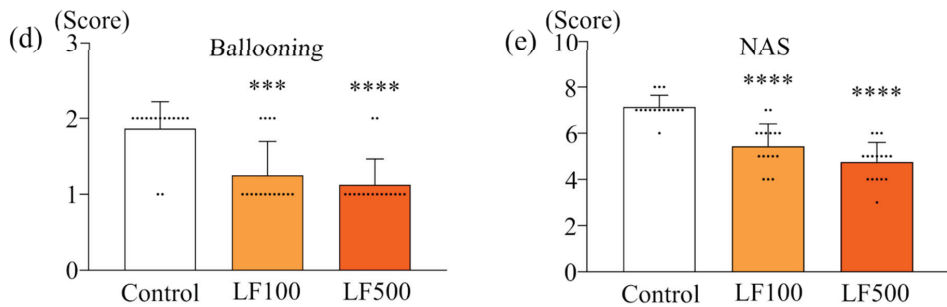 (d)
(Score)
Ballooning
3
2
1
0
***
****
Control
LF100
LF500
(e)
(Score)
NAS
10
8
6
4
2
0
****
****
Control
LF100
LF500